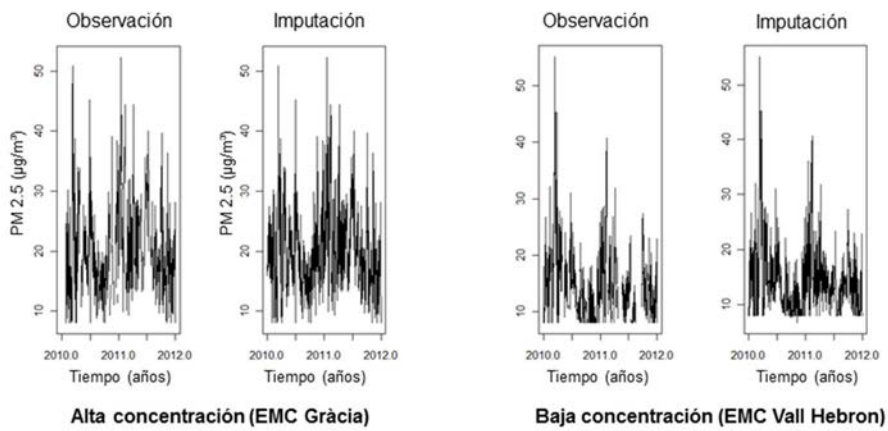 Observación
Imputación
Observación
Imputación
PM 2.5 (µg/m³)
50
40
30
20
10
2010.0 2011.0 2012.0
Tiempo (años)
PM 2.5 (µg/m³)
50
40
30
20
10
2010.0 2011.0 2012.0
Tiempo (años)
50
40
30
20
10
2010.0 2011.0 2012.0
Tiempo (años)
50
40
30
20
10
2010.0 2011.0 2012.0
Tiempo (años)
Alta concentración (EMC Gràcia)
Baja concentración (EMC Vall Hebron)